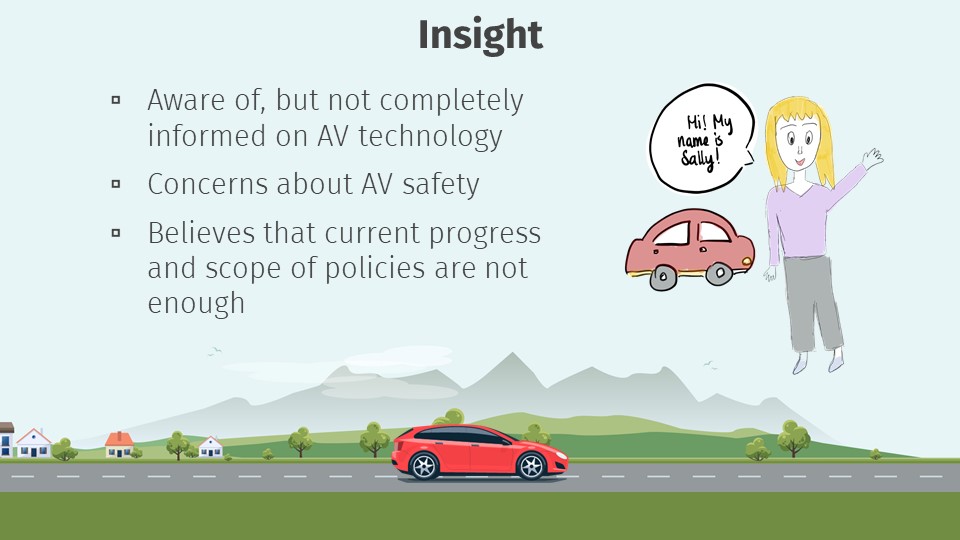 Insight
▫ Aware of, but not completely
informed on AV technology
▫ Concerns about AV safety
▫ Believes that current progress
and scope of policies are not
enough
Hi! My
name is
Sally!